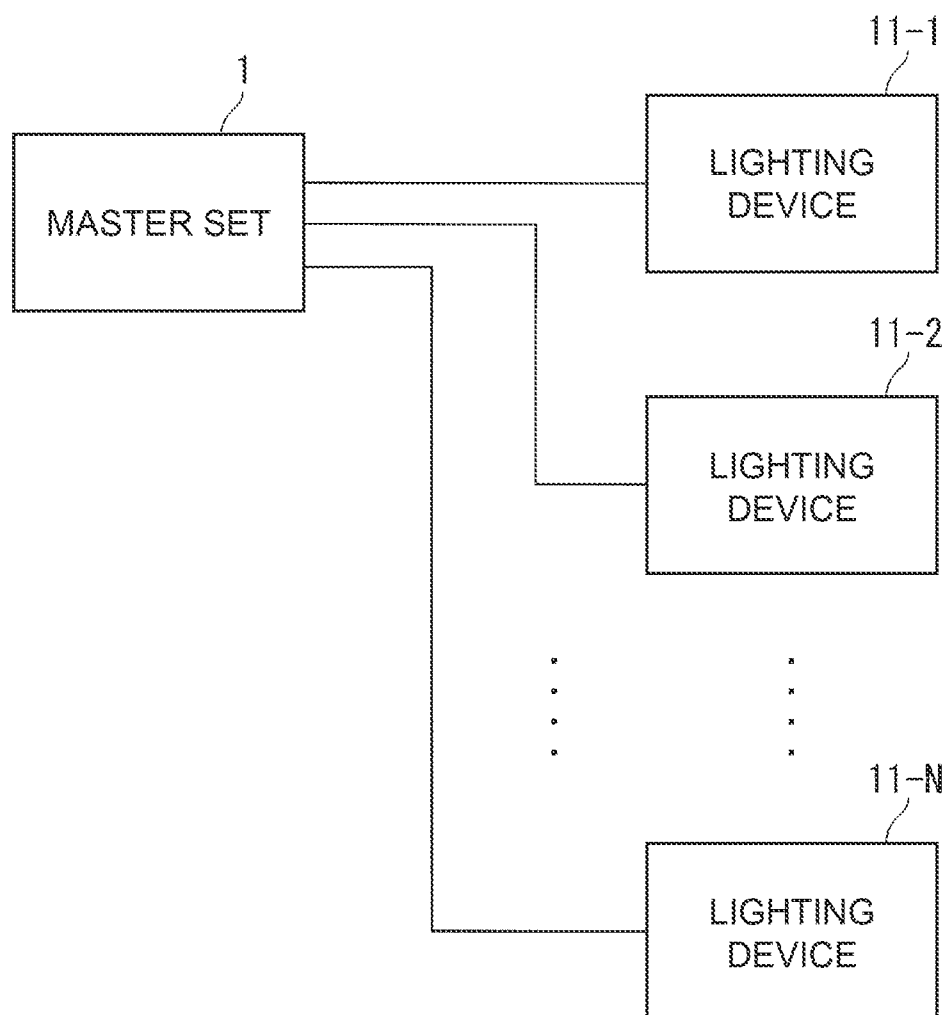 11-1
1
LIGHTING
DEVICE
MASTER SET
11-2
LIGHTING
DEVICE
11-N
LIGHTING
DEVICE